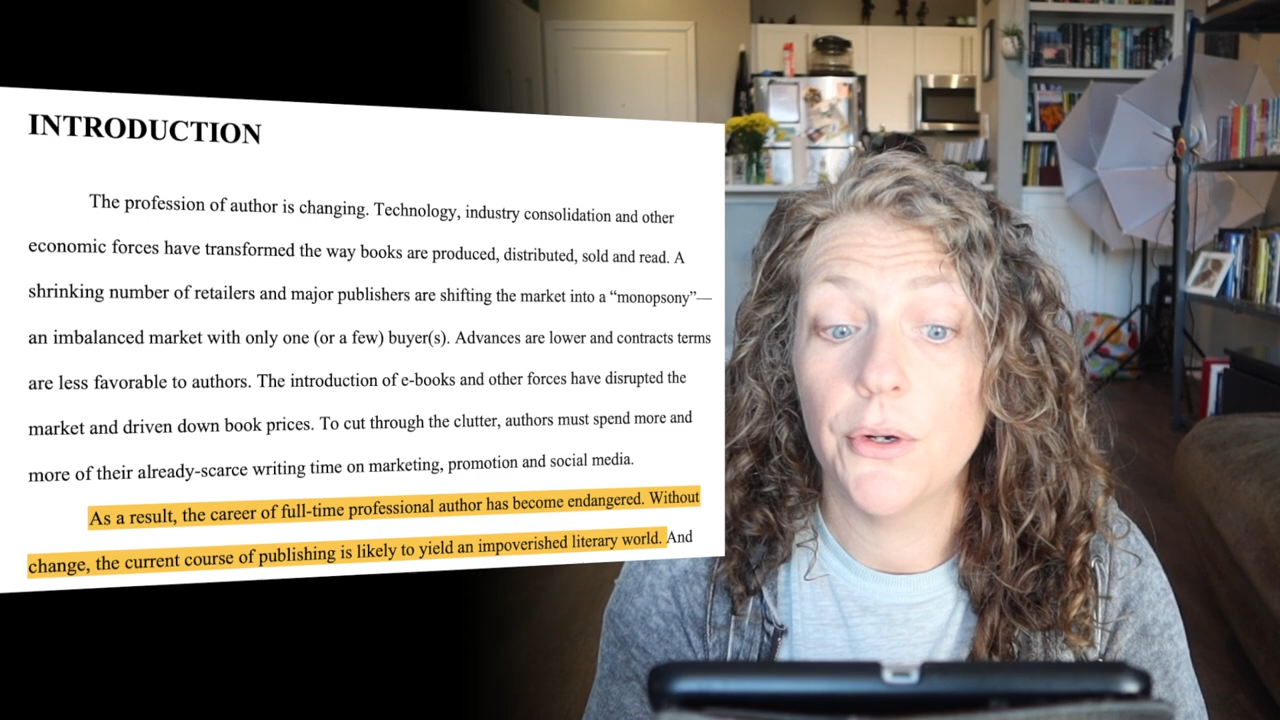 INTRODUCTION
The profession of author is changing. Technology, industry consolidation and other
economic forces have transformed the way books are produced, distributed, sold and read. A
shrinking number of retailers and major publishers are shifting the market into a “monopsony”—
an imbalanced market with only one (or a few) buyer(s). Advances are lower and contracts terms
are less favorable to authors. The introduction of e-books and other forces have disrupted the
market and driven down book prices. To cut through the clutter, authors must spend more and
more of their already-scarce writing time on marketing, promotion and social media.
As a result, the career of full-time professional author has become endangered. Without
change, the current course of publishing is likely to yield an impoverished literary world. And